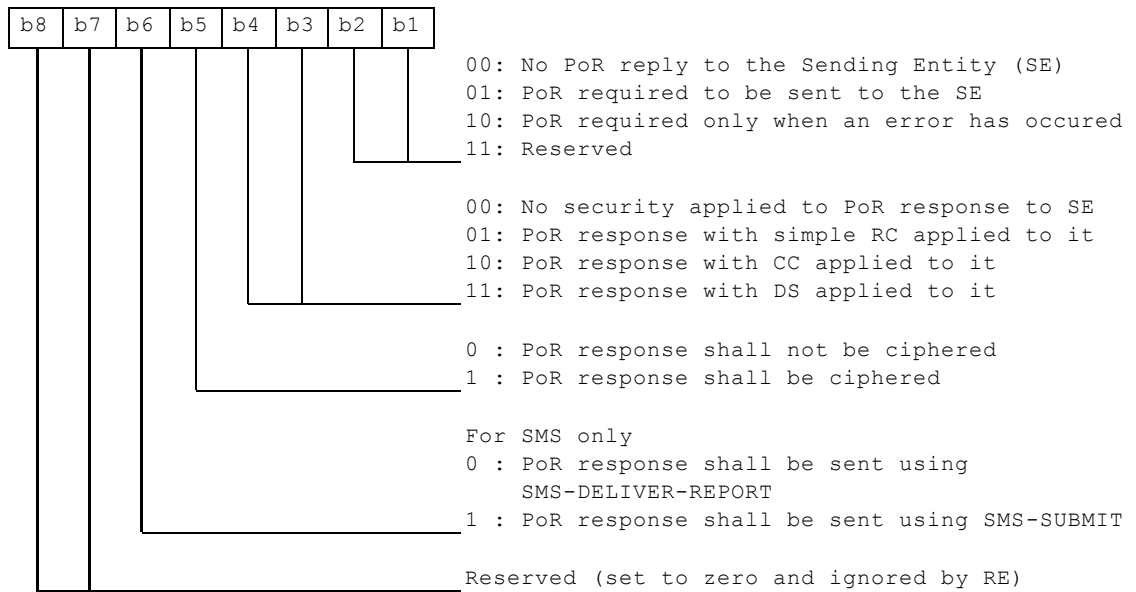 b8 b7 b6 b5 b4 b3 b2 b1
00: No PoR reply to the Sending Entity (SE)
01: PoR required to be sent to the SE
10: PoR required only when an error has occured
11: Reserved
00: No security applied to PoR response to SE
01: PoR response with simple RC applied to it
10: PoR response with CC applied to it
11: PoR response with DS applied to it
0 : PoR response shall not be ciphered
1 : PoR response shall be ciphered
For SMS only
0 : PoR response shall be sent using
SMS-DELIVER-REPORT
1 : PoR response shall be sent using SMS-SUBMIT
Reserved (set to zero and ignored by RE)